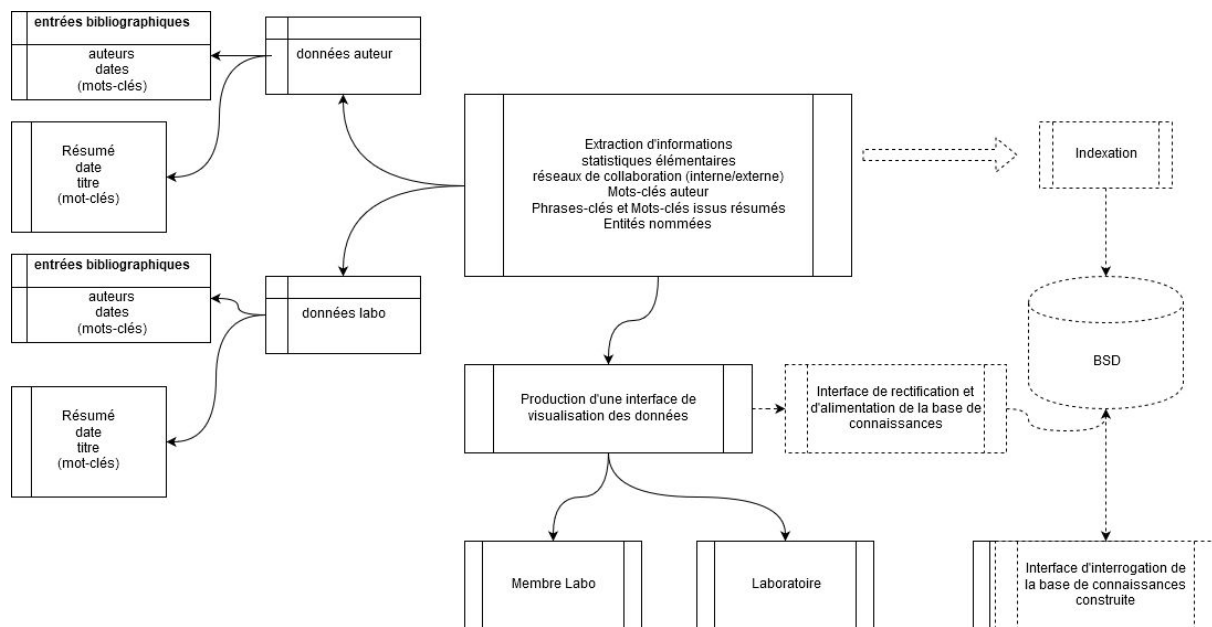 entrées bibliographiques
auteurs
dates
(mots-clés)
données auteur
Résumé
date
titre
(mot-clés)
Extraction d'informations
statistiques élémentaires
réseaux de collaboration (interne/externe)
Mots-clés auteur
Phrases-clés et Mots-clés issus résumés
Entités nommées
Indexation
entrées bibliographiques
auteurs
dates
(mots-clés)
données labo
Résumé
date
titre
(mot-clés)
BSD
Production d'une interface de
visualisation des données
Interface de rectification et
d'alimentation de la base de
connaissances
Membre Labo
Laboratoire
Interface d'interrogation de
la base de connaissances
construite